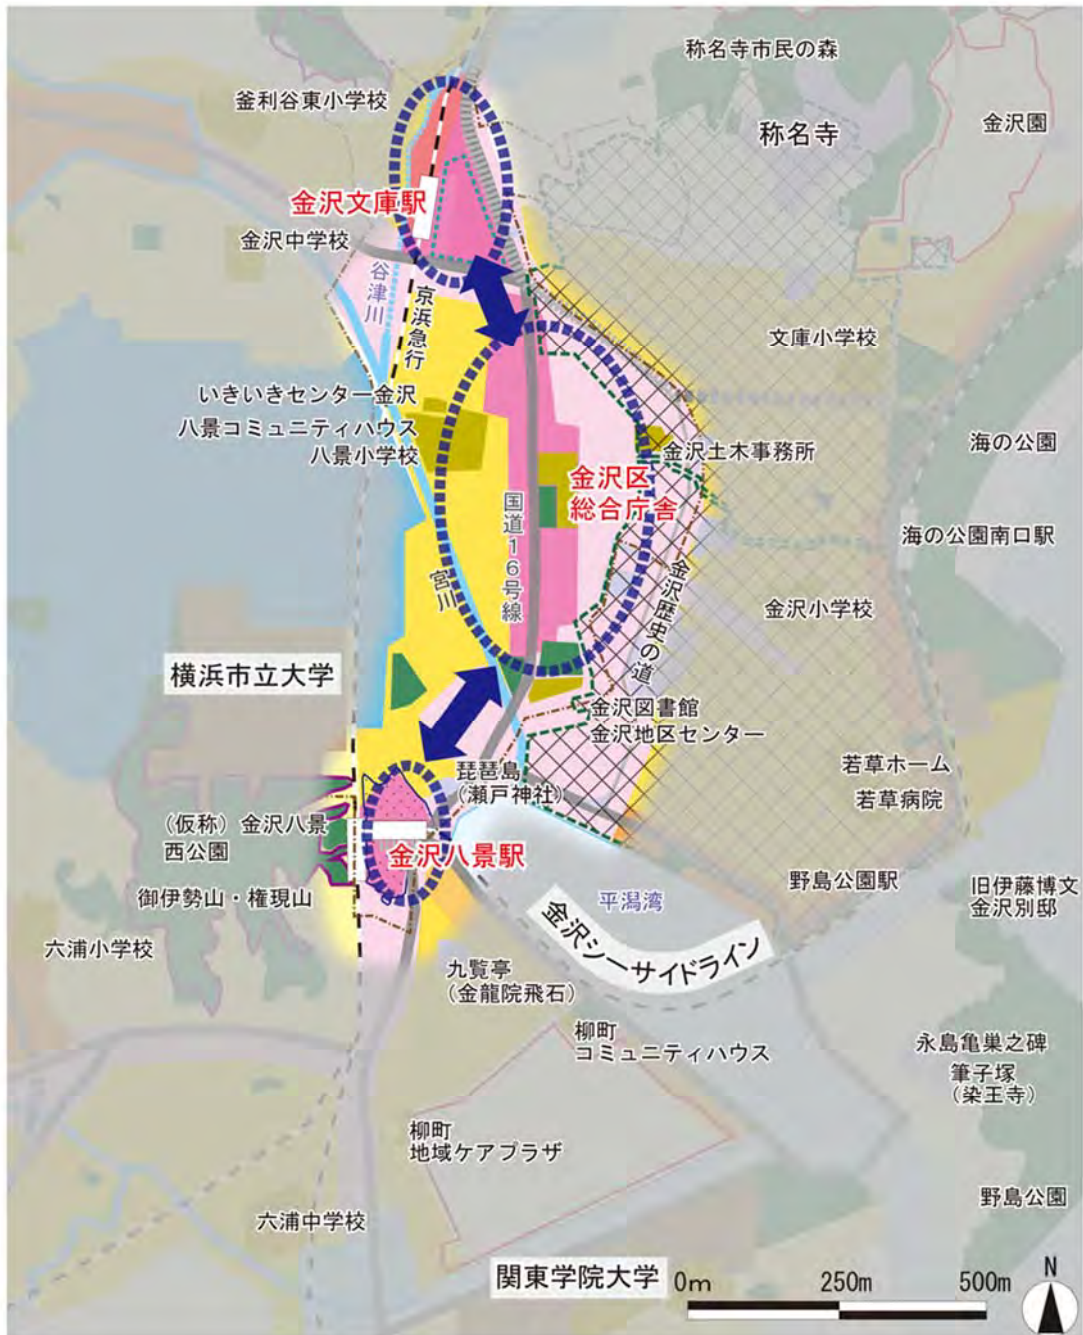 称名寺市民の森
釜利谷東小学校
称名寺
金沢園
金沢文庫駅
金沢中学校
谷津川
京浜急行
文庫小学校
いきいきセンター金沢
八景コミュニティハウス
八景小学校
金沢土木事務所
海の公園
金沢区
総合庁舎
国道16号線
海の公園南口駅
宮川
金沢歴史の道
金沢小学校
横浜市立大学
金沢図書館
金沢地区センター
琵琶島
(瀬戸神社)
若草ホーム
若草病院
(仮称)金沢八景
西公園
金沢八景駅
御伊勢山・権現山
平潟湾
野島公園駅
旧伊藤博文
金沢別邸
金沢シーサイドライン
六浦小学校
九覧亭
(金龍院飛石)
柳町
コミュニティハウス
永島亀巣之碑
筆子塚
(染王寺)
柳町
地域ケアプラザ
野島公園
六浦中学校
関東学院大学
0m 250m 500m
N